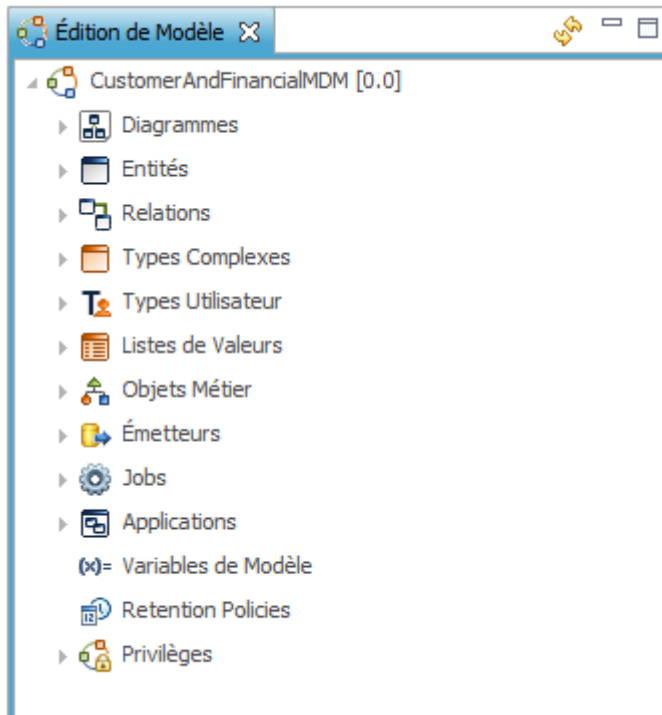 Édition de Modèle
CustomerAndFinancialMDM [0.0]
Diagrammes
Entités
Relations
Types Complexes
Types Utilisateur
Listes de Valeurs
Objets Métier
Émetteurs
Jobs
Applications
(x)= Variables de Modèle
Retention Policies
Privilèges